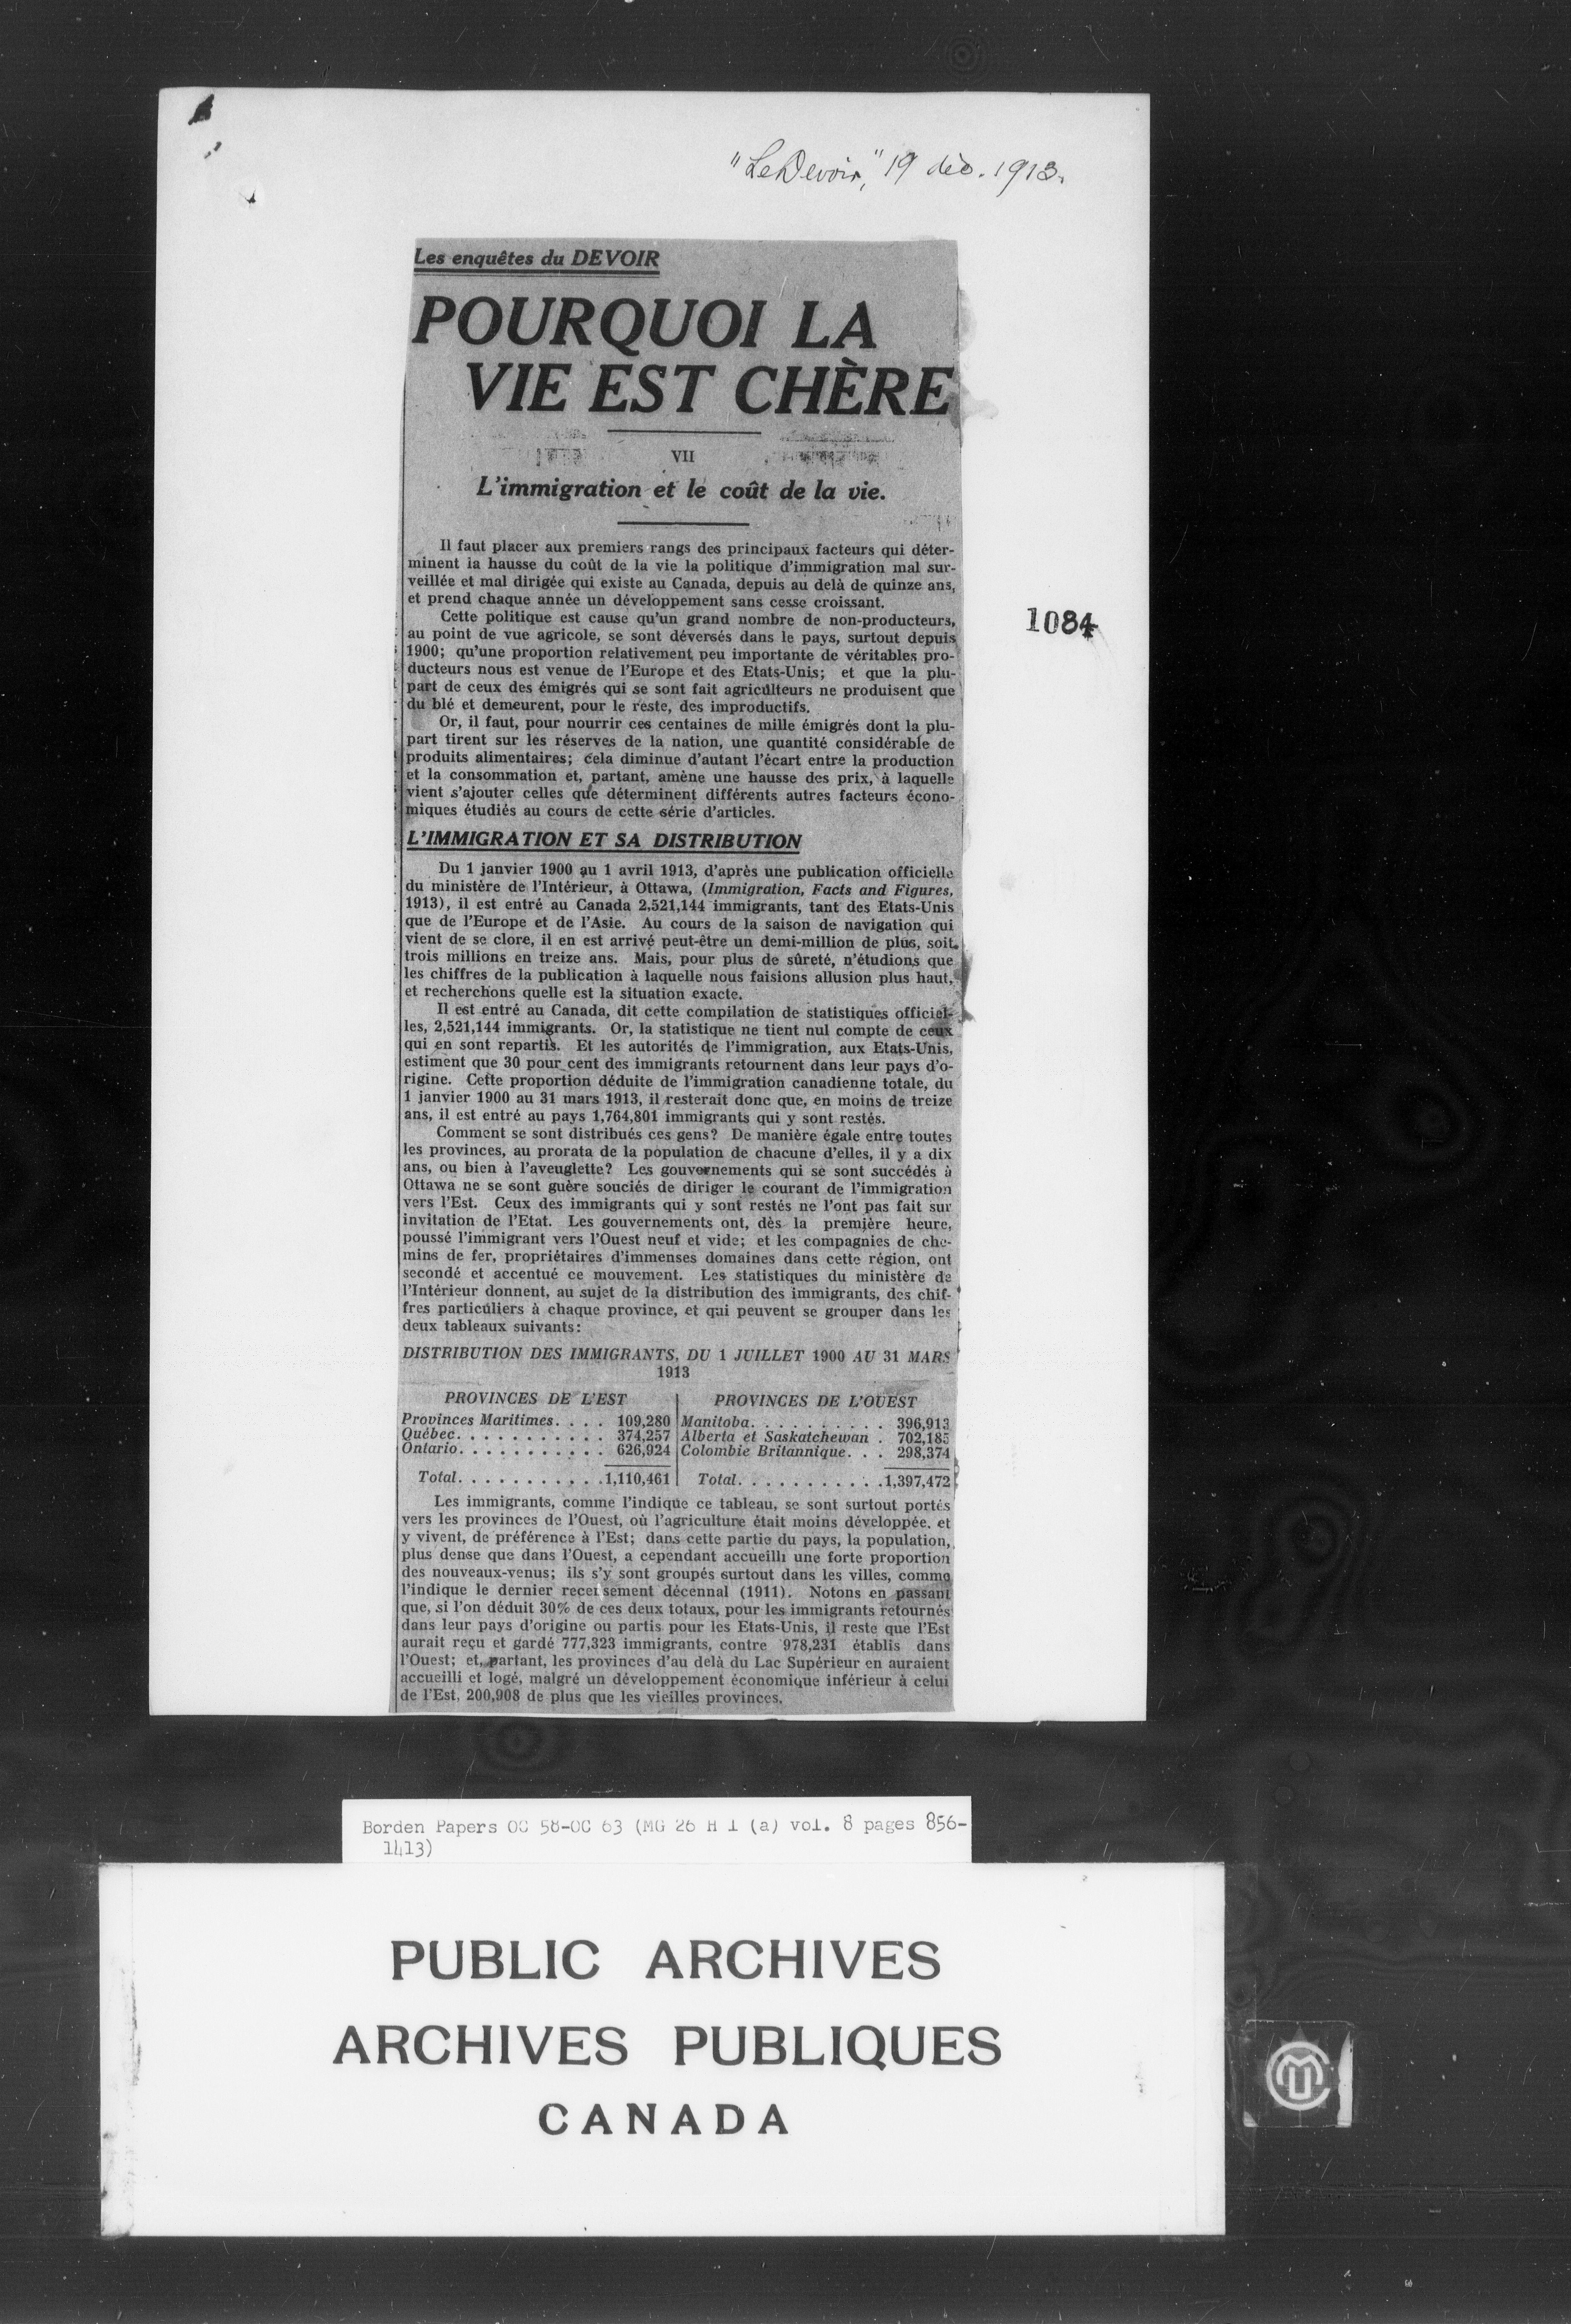 "Le Devoir," 19 déc. 1913.
Les enquêtes du DEVOIR
POURQUOI LA
VIE EST CHÈRE
VII
L'immigration et le coût de la vie.
Il faut placer aux premiers rangs des principaux facteurs qui déter-
minent la hausse du coût de la vie la politique d'immigration mal sur-
veillée et mal dirigée qui existe au Canada, depuis au delà de quinze ans,
et prend chaque année un développement sans cesse croissant.
Cette politique est cause qu'un grand nombre de non-producteurs,
au point de vue agricole, se sont déversés dans le pays, surtout depuis
1900; qu'une proportion relativement peu importante de véritables pro-
ducteurs nous est venue de l'Europe et des Etats-Unis; et que la plu-
part de ceux des émigrés qui se sont fait agriculteurs ne produisent que
du blé et demeurent, pour le reste, des improductifs.
Or, il faut, pour nourrir ces centaines de mille émigrés dont la plu-
part tirent sur les réserves de la nation, une quantité considérable de
produits alimentaires; cela diminue d'autant l'écart entre la production
et la consommation et, partant, amène une hausse des prix, à laquelle
vient s'ajouter celles que déterminent différents autres facteurs écono-
miques étudiés au cours de cette série d'articles.
L'IMMIGRATION ET SA DISTRIBUTION
Du 1 janvier 1900 au 1 avril 1913, d'après une publication officielle
du ministère de l'Intérieur, à Ottawa, (Immigration, Facts and Figures,
1913), il est entré au Canada 2,521,144 immigrants, tant des Etats-Unis
que de l'Europe et de l'Asie. Au cours de la saison de navigation qui
vient de se clore, il en est arrivé peut-être un demi-million de plus, soit
trois millions en treize ans. Mais, pour plus de sûreté, n'étudions que
les chiffres de la publication à laquelle nous faisions allusion plus haut,
et recherchons quelle est la situation exacte.
Il est entré au Canada, dit cette compilation de statistiques officiel-
les, 2,521,144 immigrants. Or, la statistique ne tient nul compte de ceux
qui en sont repartis. Et les autorités de l'immigration, aux Etats-Unis,
estiment que 30 pour cent des immigrants retournent dans leur pays d'o-
rigine. Cette proportion déduite de l'immigration canadienne totale, du
1 janvier 1900 au 31 mars 1913, il resterait donc que, en moins de treize
ans, il est entré au pays 1,764,801 immigrants qui y sont restés.
Comment se sont distribués ces gens? De manière égale entre toutes
les provinces, au prorata de la population de chacune d'elles, il y a dix
ans, ou bien à l'aveuglette? Les gouvernements qui se sont succédés à
Ottawa ne se sont guère souciés de diriger le courant de l'immigration
vers l'Est. Ceux des immigrants qui y sont restés ne l'ont pas fait sur
invitation de l'Etat. Les gouvernements ont, dès la première heure,
poussé l'immigrant vers l'Ouest neuf et vide; et les compagnies de che-
mins de fer, propriétaires d'immenses domaines dans cette région, ont
secondé et accentué ce mouvement. Les statistiques du ministère de
l'Intérieur donnent, au sujet de la distribution des immigrants, des chif-
fres particuliers à chaque province, et qui peuvent se grouper dans les
deux tableaux suivants:
DISTRIBUTION DES IMMIGRANTS, DU 1 JUILLET 1900 AU 31 MARS
1913
PROVINCES DE L'EST
Provinces Maritimes. . . . 109,280
Québec. . . . . . . . . . . 374,257
Ontario. . . . . . . . . . . 626,924
Total. . . . . . . . . . .1,110,461
PROVINCES DE L'OUEST
Manitoba. . . . . . . . . . 396,913
Alberta et Saskatchewan . 702,185
Colombie Britannique. . . 298,374
Total. . . . . . . . . . .1,397,472
Les immigrants, comme l'indique ce tableau, se sont surtout portés
vers les provinces de l'Ouest, où l'agriculture était moins développée, et
y vivent, de préférence à l'Est; dans cette partie du pays, la population,
plus dense que dans l'Ouest, a cependant accueilli une forte proportion
des nouveaux-venus; ils s'y sont groupés surtout dans les villes, comme
l'indique le dernier recensement décennal (1911). Notons en passant
que, si l'on déduit 30% de ces deux totaux, pour les immigrants retournés
dans leur pays d'origine ou partis pour les Etats-Unis, il reste que l'Est
aurait reçu et gardé 777,323 immigrants, contre 978,231 établis dans
l'Ouest; et, partant, les provinces d'au delà du Lac Supérieur en auraient
accueilli et logé, malgré un développement économique inférieur à celui
de l'Est, 200,908 de plus que les vieilles provinces.
1084
Borden Papers OC 58-OC 63 (MG 26 H 1 (a) vol. 8 pages 856-
1413)
PUBLIC ARCHIVES
ARCHIVES PUBLIQUES
CANADA